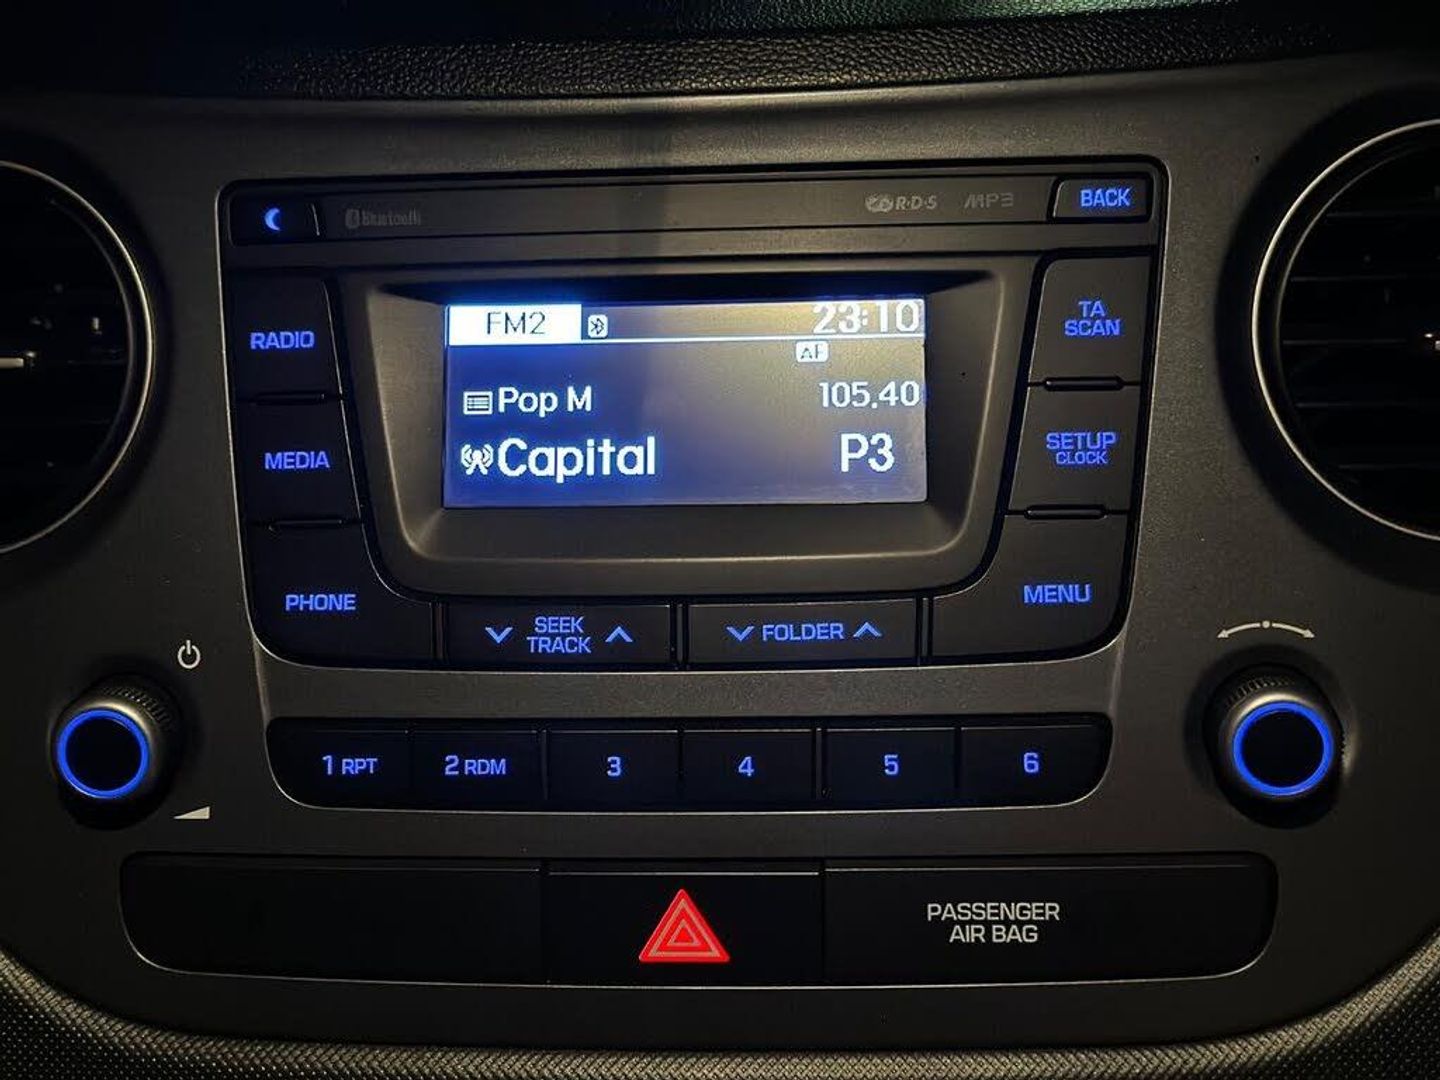 Bluetooth
R·D·S
MP3
BACK
RADIO
FM2
23:10
TA
SCAN
AF
Pop M
105.40
MEDIA
Capital
P3
SETUP
CLOCK
PHONE
SEEK
TRACK
FOLDER
MENU
1 RPT
2 RDM
3
4
5
6
PASSENGER
AIR BAG